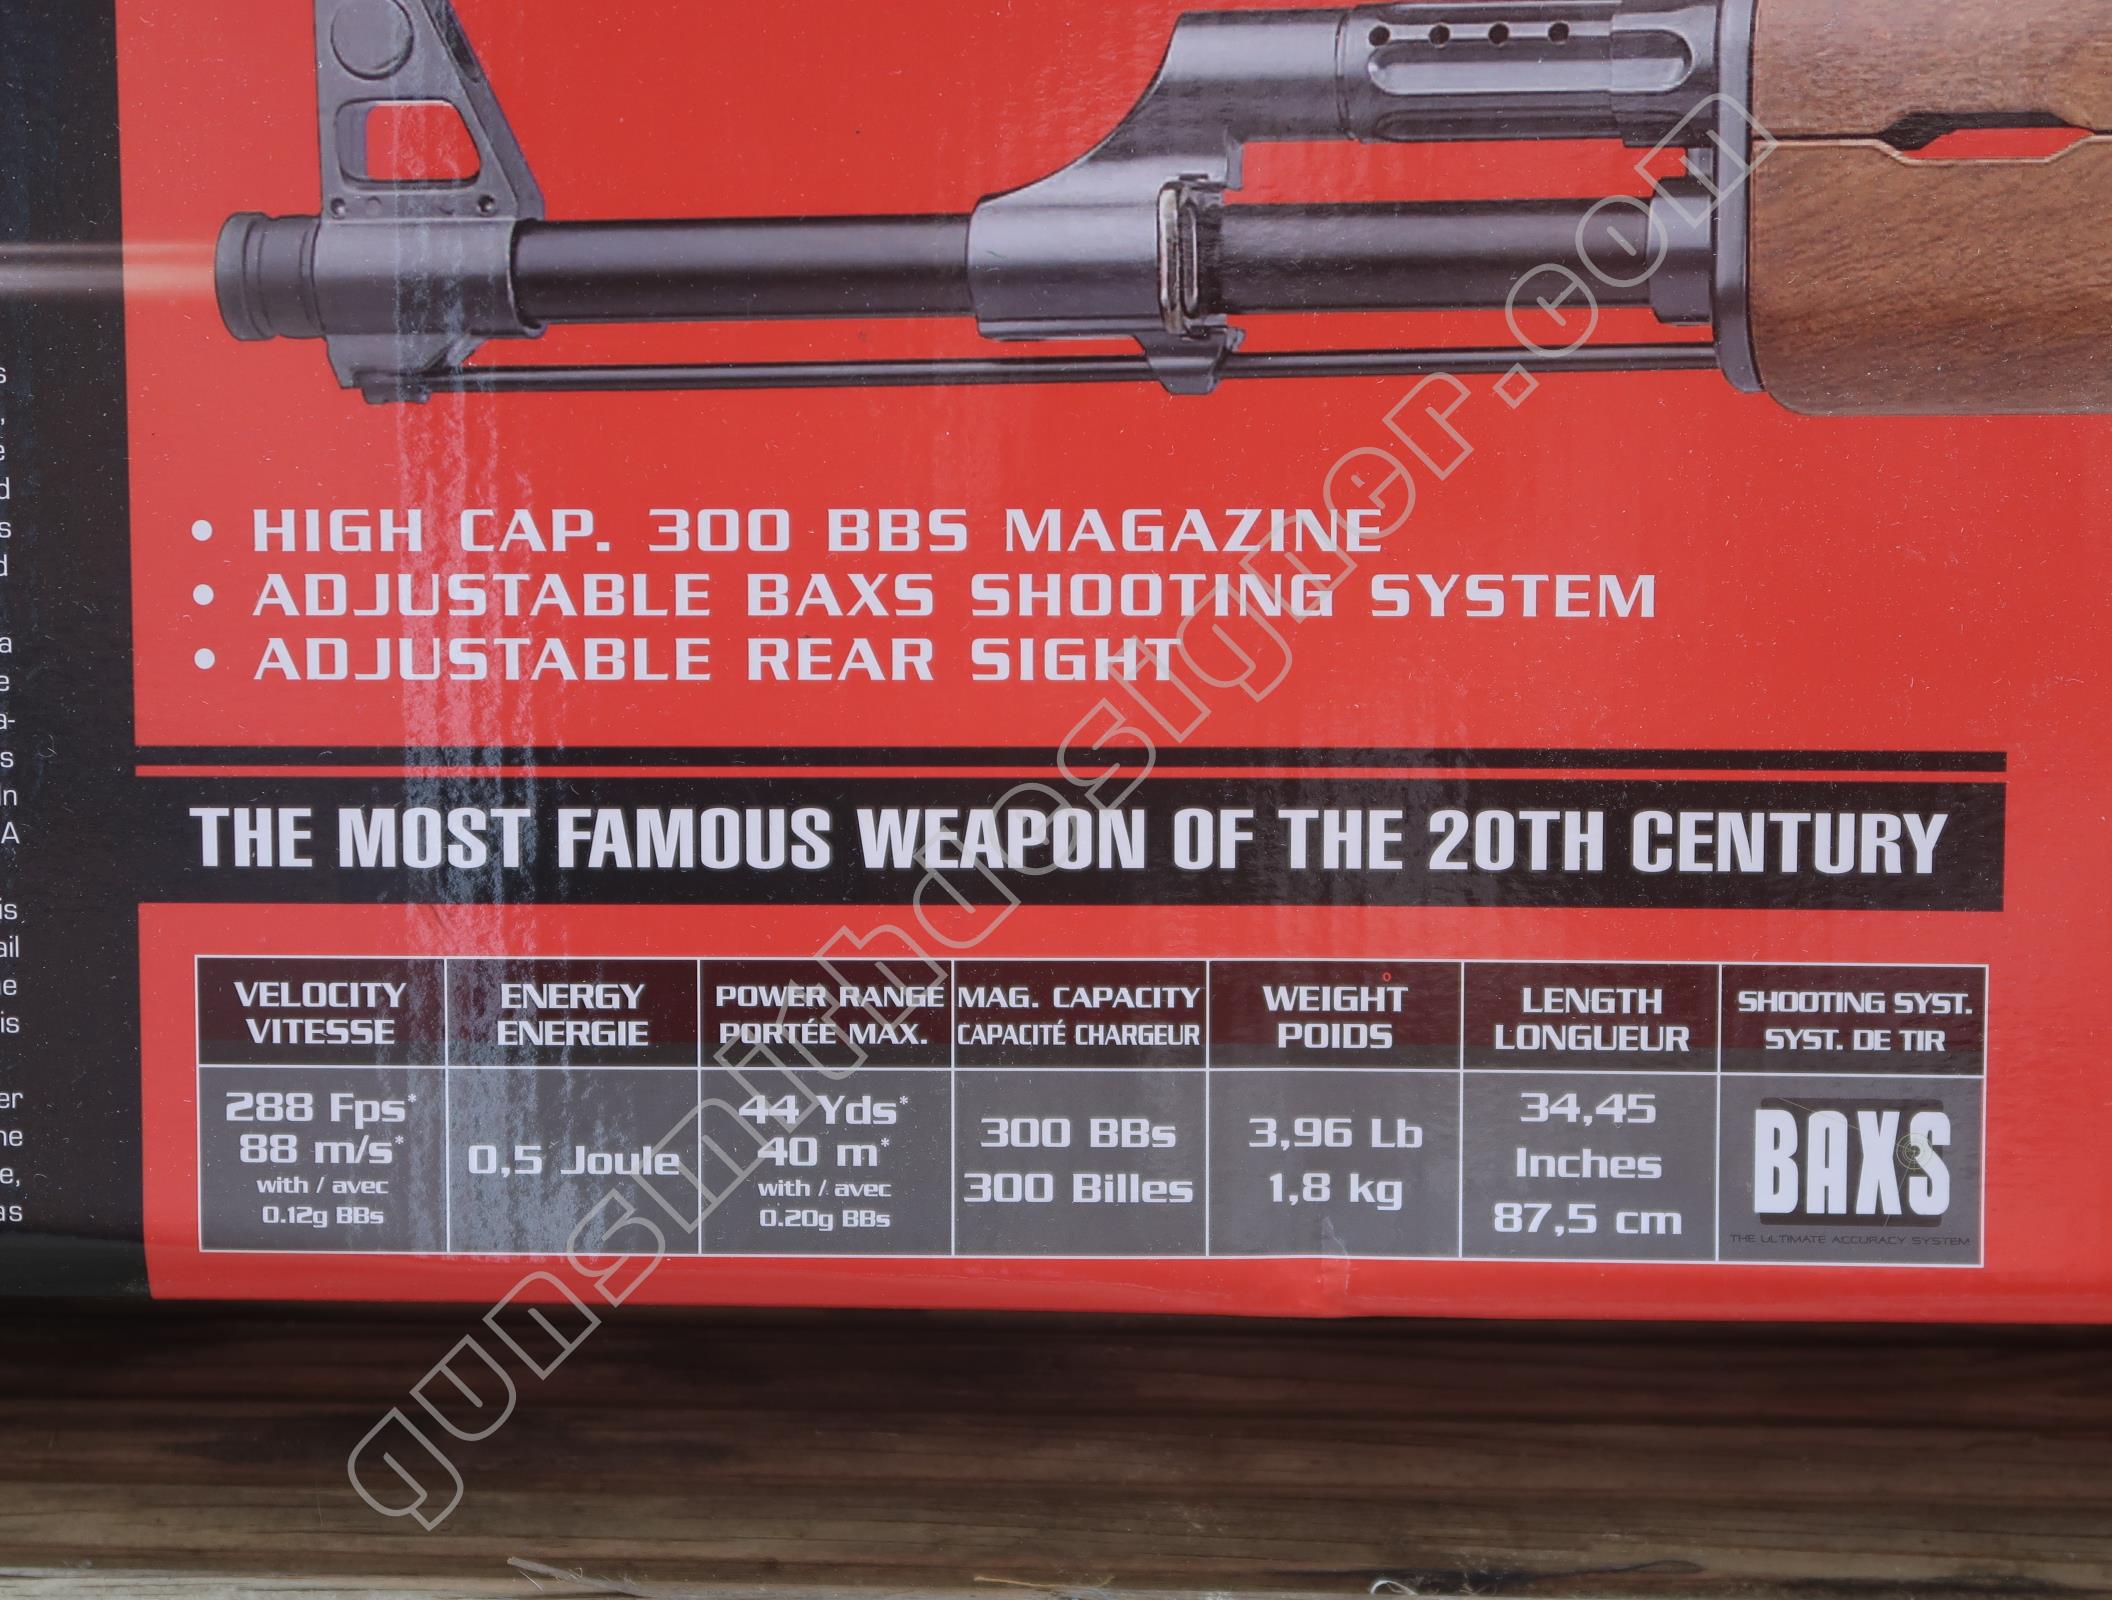 • HIGH CAP. 300 BBS MAGAZINE
• ADJUSTABLE BAXS SHOOTING SYSTEM
• ADJUSTABLE REAR SIGHT
THE MOST FAMOUS WEAPON OF THE 20TH CENTURY
VELOCITY
VITESSE
288 Fps*
88 m/s*
with / avec
0.12g BBs
ENERGY
ENERGIE
0,5 Joule
POWER RANGE
PORTÉE MAX.
44 Yds*
40 m*
with / avec
0.20g BBs
MAG. CAPACITY
CAPACITÉ CHARGEUR
300 BBs
300 Billes
WEIGHT
POIDS
3,96 Lb
1,8 kg
LENGTH
LONGUEUR
34,45
Inches
87,5 cm
SHOOTING SYST.
SYST. DE TIR
BAXS
THE ULTIMATE ACCURACY SYSTEM
gunsmithdesigner.com